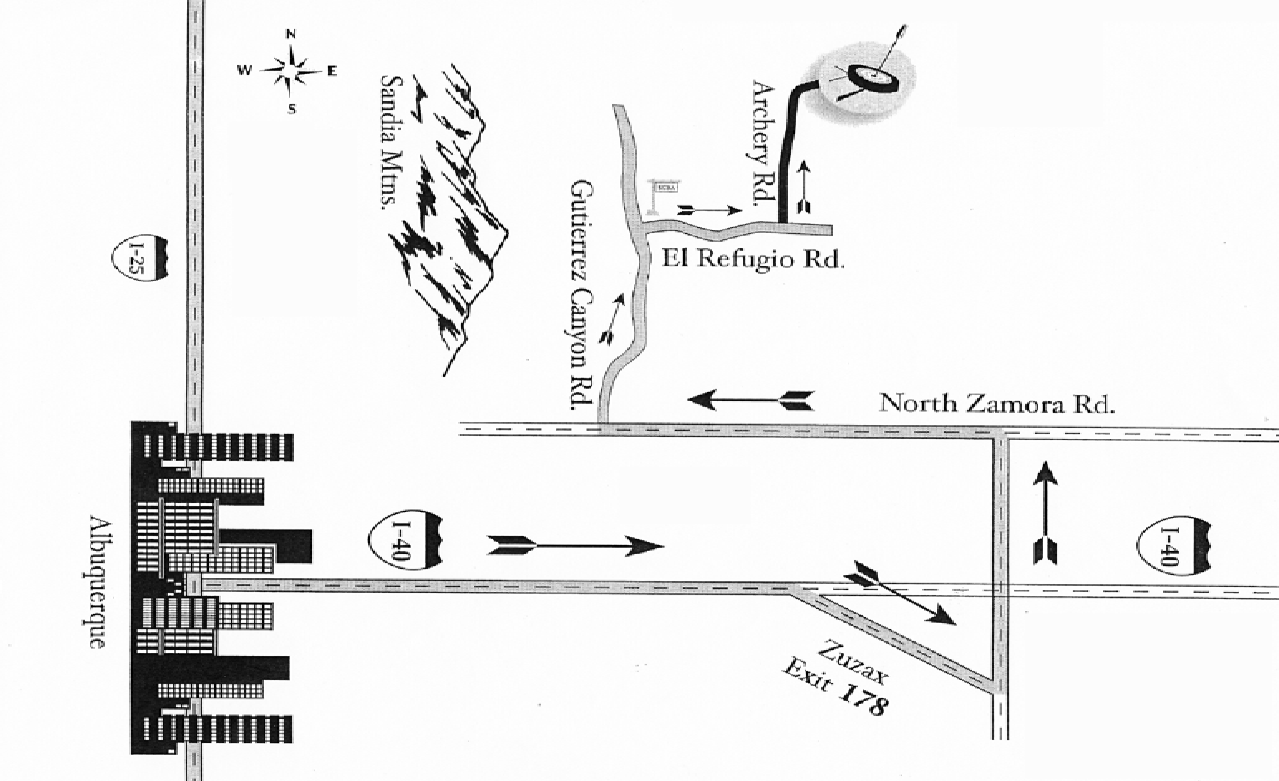 N
W E
S
Sandia Mtns.
Archery Rd.
Gutierrez Canyon Rd.
El Refugio Rd.
I-25
North Zamora Rd.
I-40
I-40
Albuquerque
Zuzax
Exit 178